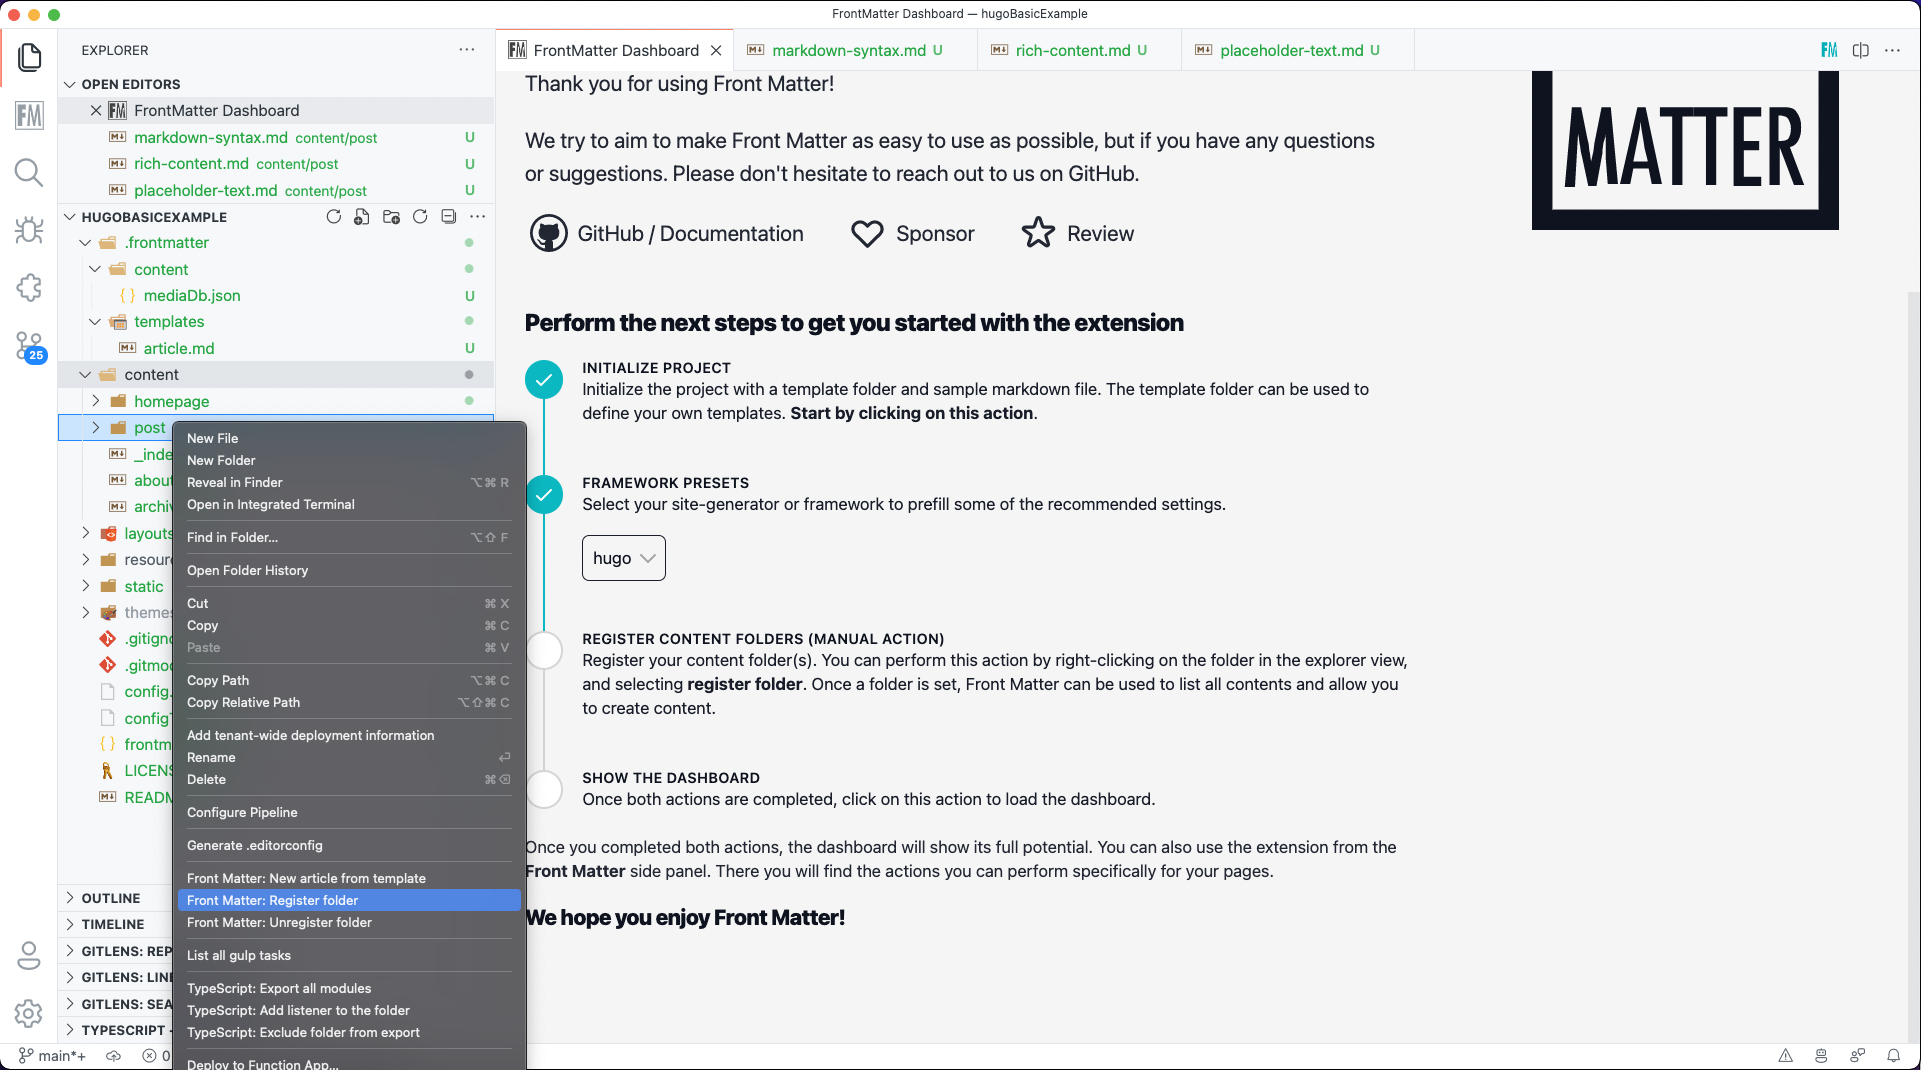 FrontMatter Dashboard — hugoBasicExample
EXPLORER
OPEN EDITORS
FM FrontMatter Dashboard
markdown-syntax.md content/post U
rich-content.md content/post U
placeholder-text.md content/post U
HUGOBASICEXAMPLE
.frontmatter
content
{} mediaDb.json U
templates
article.md U
content
homepage
post
_inde
abou
archi
layouts
resour
static
themes
.gitign
.gitmo
config.
config
{} frontm
LICENS
READM
OUTLINE
TIMELINE
GITLENS: REP
GITLENS: LINE
GITLENS: SEA
TYPESCRIPT -
FM
25
main*+
0
New File
New Folder
Reveal in Finder ⌥⌘ R
Open in Integrated Terminal
Find in Folder... ⌥⇧ F
Open Folder History
Cut ⌘ X
Copy ⌘ C
Paste ⌘ V
Copy Path ⌥⌘ C
Copy Relative Path ⌥⇧⌘ C
Add tenant-wide deployment information
Rename ⏎
Delete ⌘⌫
Configure Pipeline
Generate .editorconfig
Front Matter: New article from template
Front Matter: Register folder
Front Matter: Unregister folder
List all gulp tasks
TypeScript: Export all modules
TypeScript: Add listener to the folder
TypeScript: Exclude folder from export
Deploy to Function App...
FM FrontMatter Dashboard
markdown-syntax.md U
rich-content.md U
placeholder-text.md U
FM
Thank you for using Front Matter!
We try to aim to make Front Matter as easy to use as possible, but if you have any questions
or suggestions. Please don't hesitate to reach out to us on GitHub.
MATTER
GitHub / Documentation
Sponsor
Review
Perform the next steps to get you started with the extension
INITIALIZE PROJECT
Initialize the project with a template folder and sample markdown file. The template folder can be used to
define your own templates. Start by clicking on this action.
FRAMEWORK PRESETS
Select your site-generator or framework to prefill some of the recommended settings.
hugo
REGISTER CONTENT FOLDERS (MANUAL ACTION)
Register your content folder(s). You can perform this action by right-clicking on the folder in the explorer view,
and selecting register folder. Once a folder is set, Front Matter can be used to list all contents and allow you
to create content.
SHOW THE DASHBOARD
Once both actions are completed, click on this action to load the dashboard.
Once you completed both actions, the dashboard will show its full potential. You can also use the extension from the
Front Matter side panel. There you will find the actions you can perform specifically for your pages.
We hope you enjoy Front Matter!